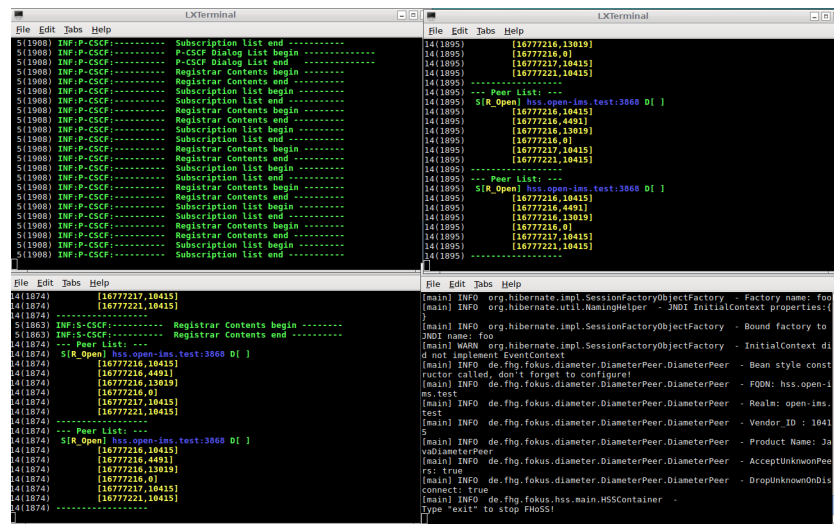 LXTerminal
File Edit Tabs Help
5(1908) INF:P-CSCF:---------- Subscription list end -----------
5(1908) INF:P-CSCF:---------- P-CSCF Dialog List begin --------------
5(1908) INF:P-CSCF:---------- P-CSCF Dialog List end --------------
5(1908) INF:P-CSCF:---------- Registrar Contents begin ---------
5(1908) INF:P-CSCF:---------- Registrar Contents end ----------
5(1908) INF:P-CSCF:---------- Subscription list begin ---------
5(1908) INF:P-CSCF:---------- Subscription list end -----------
5(1908) INF:P-CSCF:---------- Registrar Contents begin ---------
5(1908) INF:P-CSCF:---------- Registrar Contents end ----------
5(1908) INF:P-CSCF:---------- Subscription list begin ---------
5(1908) INF:P-CSCF:---------- Subscription list end -----------
5(1908) INF:P-CSCF:---------- Registrar Contents begin ---------
5(1908) INF:P-CSCF:---------- Registrar Contents end ----------
5(1908) INF:P-CSCF:---------- Subscription list begin ---------
5(1908) INF:P-CSCF:---------- Subscription list end -----------
5(1908) INF:P-CSCF:---------- Registrar Contents begin ---------
5(1908) INF:P-CSCF:---------- Registrar Contents end ----------
5(1908) INF:P-CSCF:---------- Subscription list begin ---------
5(1908) INF:P-CSCF:---------- Subscription list end -----------
5(1908) INF:P-CSCF:---------- Registrar Contents begin ---------
5(1908) INF:P-CSCF:---------- Registrar Contents end ----------
5(1908) INF:P-CSCF:---------- Subscription list begin ---------
5(1908) INF:P-CSCF:---------- Subscription list end -----------
LXTerminal
File Edit Tabs Help
14(1895) [16777216,13019]
14(1895) [16777216,0]
14(1895) [16777217,10415]
14(1895) [16777221,10415]
14(1895) ------------------
14(1895) --- Peer List: ---
14(1895) S[R_Open] hss.open-ims.test:3868 D[ ]
14(1895) [16777216,10415]
14(1895) [16777216,4491]
14(1895) [16777216,13019]
14(1895) [16777216,0]
14(1895) [16777217,10415]
14(1895) [16777221,10415]
14(1895) ------------------
14(1895) --- Peer List: ---
14(1895) S[R_Open] hss.open-ims.test:3868 D[ ]
14(1895) [16777216,10415]
14(1895) [16777216,4491]
14(1895) [16777216,13019]
14(1895) [16777216,0]
14(1895) [16777217,10415]
14(1895) [16777221,10415]
14(1895) ------------------
File Edit Tabs Help
14(1874) [16777217,10415]
14(1874) [16777221,10415]
14(1874) ------------------
5(1863) INF:S-CSCF:---------- Registrar Contents begin --------
5(1863) INF:S-CSCF:---------- Registrar Contents end ----------
14(1874) --- Peer List: ---
14(1874) S[R_Open] hss.open-ims.test:3868 D[ ]
14(1874) [16777216,10415]
14(1874) [16777216,4491]
14(1874) [16777216,13019]
14(1874) [16777216,0]
14(1874) [16777217,10415]
14(1874) [16777221,10415]
14(1874) ------------------
14(1874) --- Peer List: ---
14(1874) S[R_Open] hss.open-ims.test:3868 D[ ]
14(1874) [16777216,10415]
14(1874) [16777216,4491]
14(1874) [16777216,13019]
14(1874) [16777216,0]
14(1874) [16777217,10415]
14(1874) [16777221,10415]
14(1874) ------------------
File Edit Tabs Help
[main] INFO org.hibernate.impl.SessionFactoryObjectFactory - Factory name: foo
[main] INFO org.hibernate.util.NamingHelper - JNDI InitialContext properties:{
}
[main] INFO org.hibernate.impl.SessionFactoryObjectFactory - Bound factory to
JNDI name: foo
[main] WARN org.hibernate.impl.SessionFactoryObjectFactory - InitialContext di
d not implement EventContext
[main] INFO de.fhg.fokus.diameter.DiameterPeer.DiameterPeer - Bean style const
ructor called, don't forget to configure!
[main] INFO de.fhg.fokus.diameter.DiameterPeer.DiameterPeer - FQDN: hss.open-i
ms.test
[main] INFO de.fhg.fokus.diameter.DiameterPeer.DiameterPeer - Realm: open-ims.
test
[main] INFO de.fhg.fokus.diameter.DiameterPeer.DiameterPeer - Vendor_ID : 1041
5
[main] INFO de.fhg.fokus.diameter.DiameterPeer.DiameterPeer - Product Name: Ja
vaDiameterPeer
[main] INFO de.fhg.fokus.diameter.DiameterPeer.DiameterPeer - AcceptUnknwonPee
rs: true
[main] INFO de.fhg.fokus.diameter.DiameterPeer.DiameterPeer - DropUnknownOnDis
connect: true
[main] INFO de.fhg.fokus.hss.main.HSSContainer -
Type "exit" to stop FHoSS!